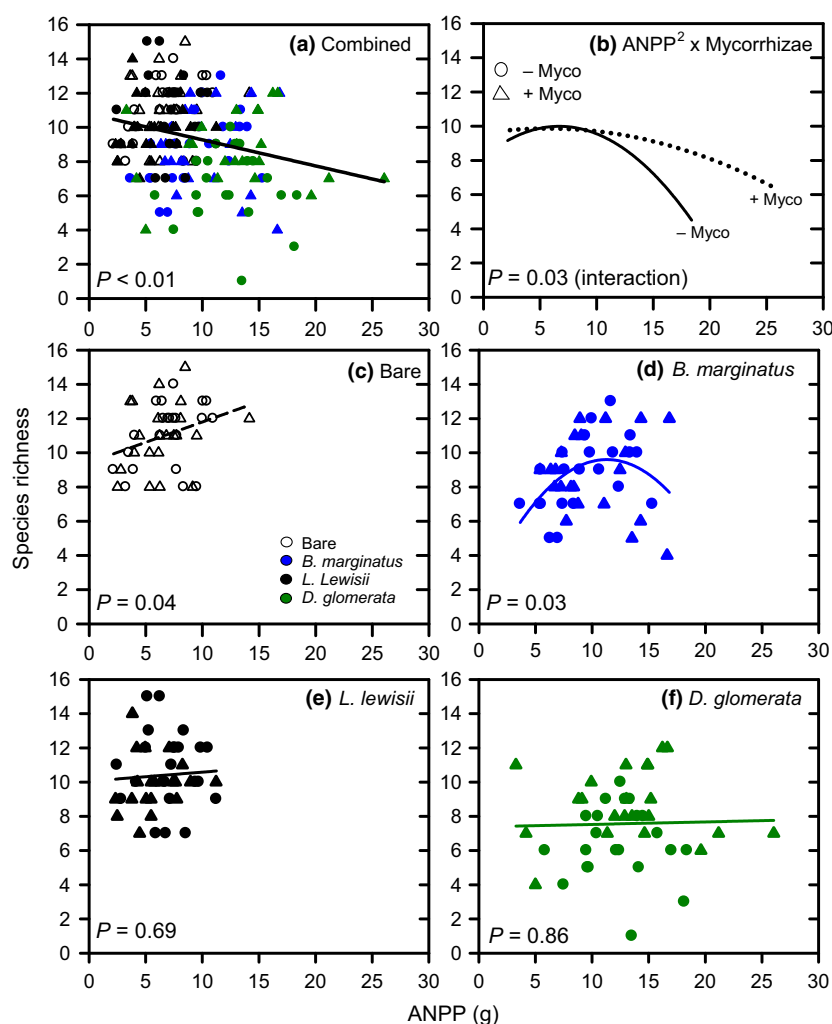 (a) Combined
16
14
12
10
8
6
4
2
0
P < 0.01
0 5 10 15 20 25 30
(b) ANPP² x Mycorrhizae
– Myco
+ Myco
16
14
12
10
8
6
4
2
0
+ Myco
– Myco
P = 0.03 (interaction)
0 5 10 15 20 25 30
Species richness
(c) Bare
16
14
12
10
8
6
4
2
0
Bare
B. marginatus
L. Lewisii
D. glomerata
P = 0.04
0 5 10 15 20 25 30
(d) B. marginatus
16
14
12
10
8
6
4
2
0
P = 0.03
0 5 10 15 20 25 30
(e) L. lewisii
16
14
12
10
8
6
4
2
0
P = 0.69
0 5 10 15 20 25 30
(f) D. glomerata
16
14
12
10
8
6
4
2
0
P = 0.86
0 5 10 15 20 25 30
ANPP (g)